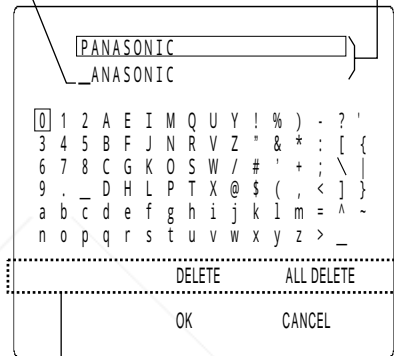 PANASONIC
_ANASONIC
0 1 2 A E I M Q U Y ! % ) - ? '
3 4 5 B F J N R V Z " & * : [ {
6 7 8 C G K O S W / # ' + ; \ |
9 . _ D H L P T X @ $ ( , < ] }
a b c d e f g h i j k l m = ^ ~
n o p q r s t u v w x y z > _
DELETE ALL DELETE
OK CANCEL